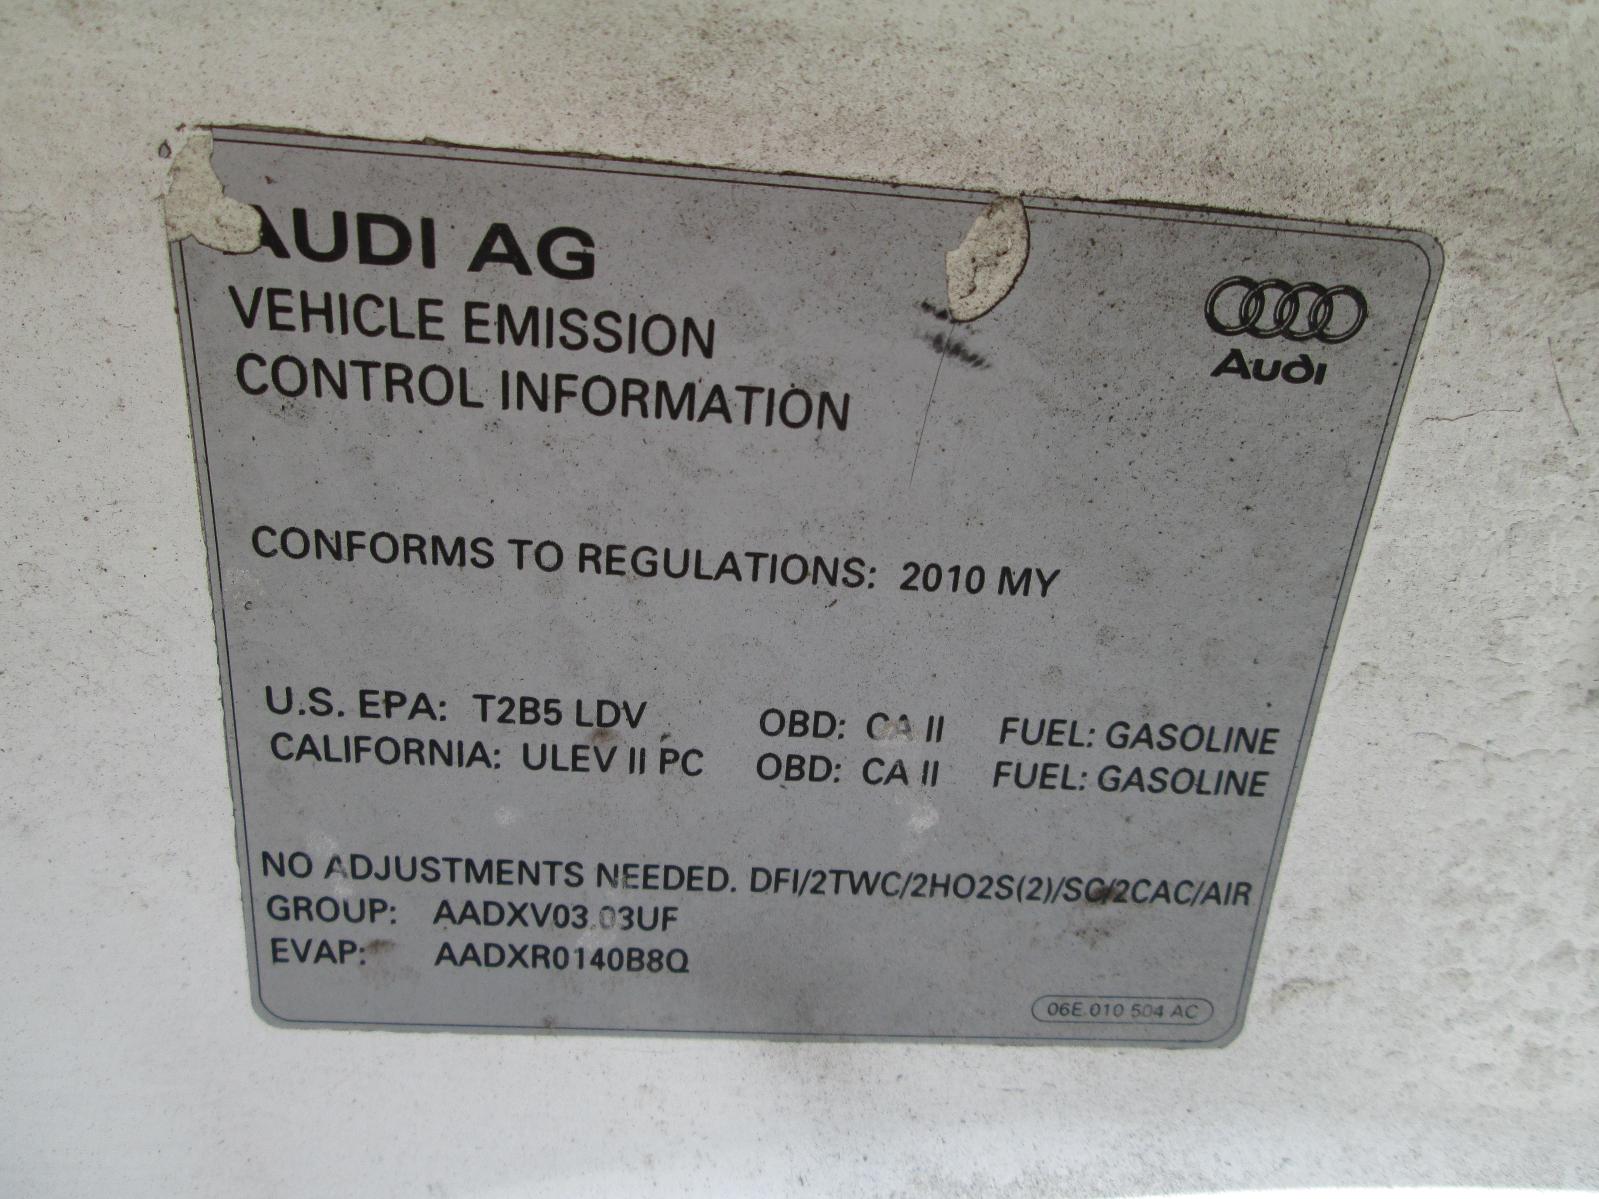 AUDI AG
VEHICLE EMISSION
CONTROL INFORMATION
Audi
CONFORMS TO REGULATIONS: 2010 MY
U.S. EPA: T2B5 LDV OBD: CA II FUEL: GASOLINE
CALIFORNIA: ULEV II PC OBD: CA II FUEL: GASOLINE
NO ADJUSTMENTS NEEDED. DFI/2TWC/2HO2S(2)/SC/2CAC/AIR
GROUP: AADXV03.03UF
EVAP: AADXR0140B8Q
06E.010 504 AC